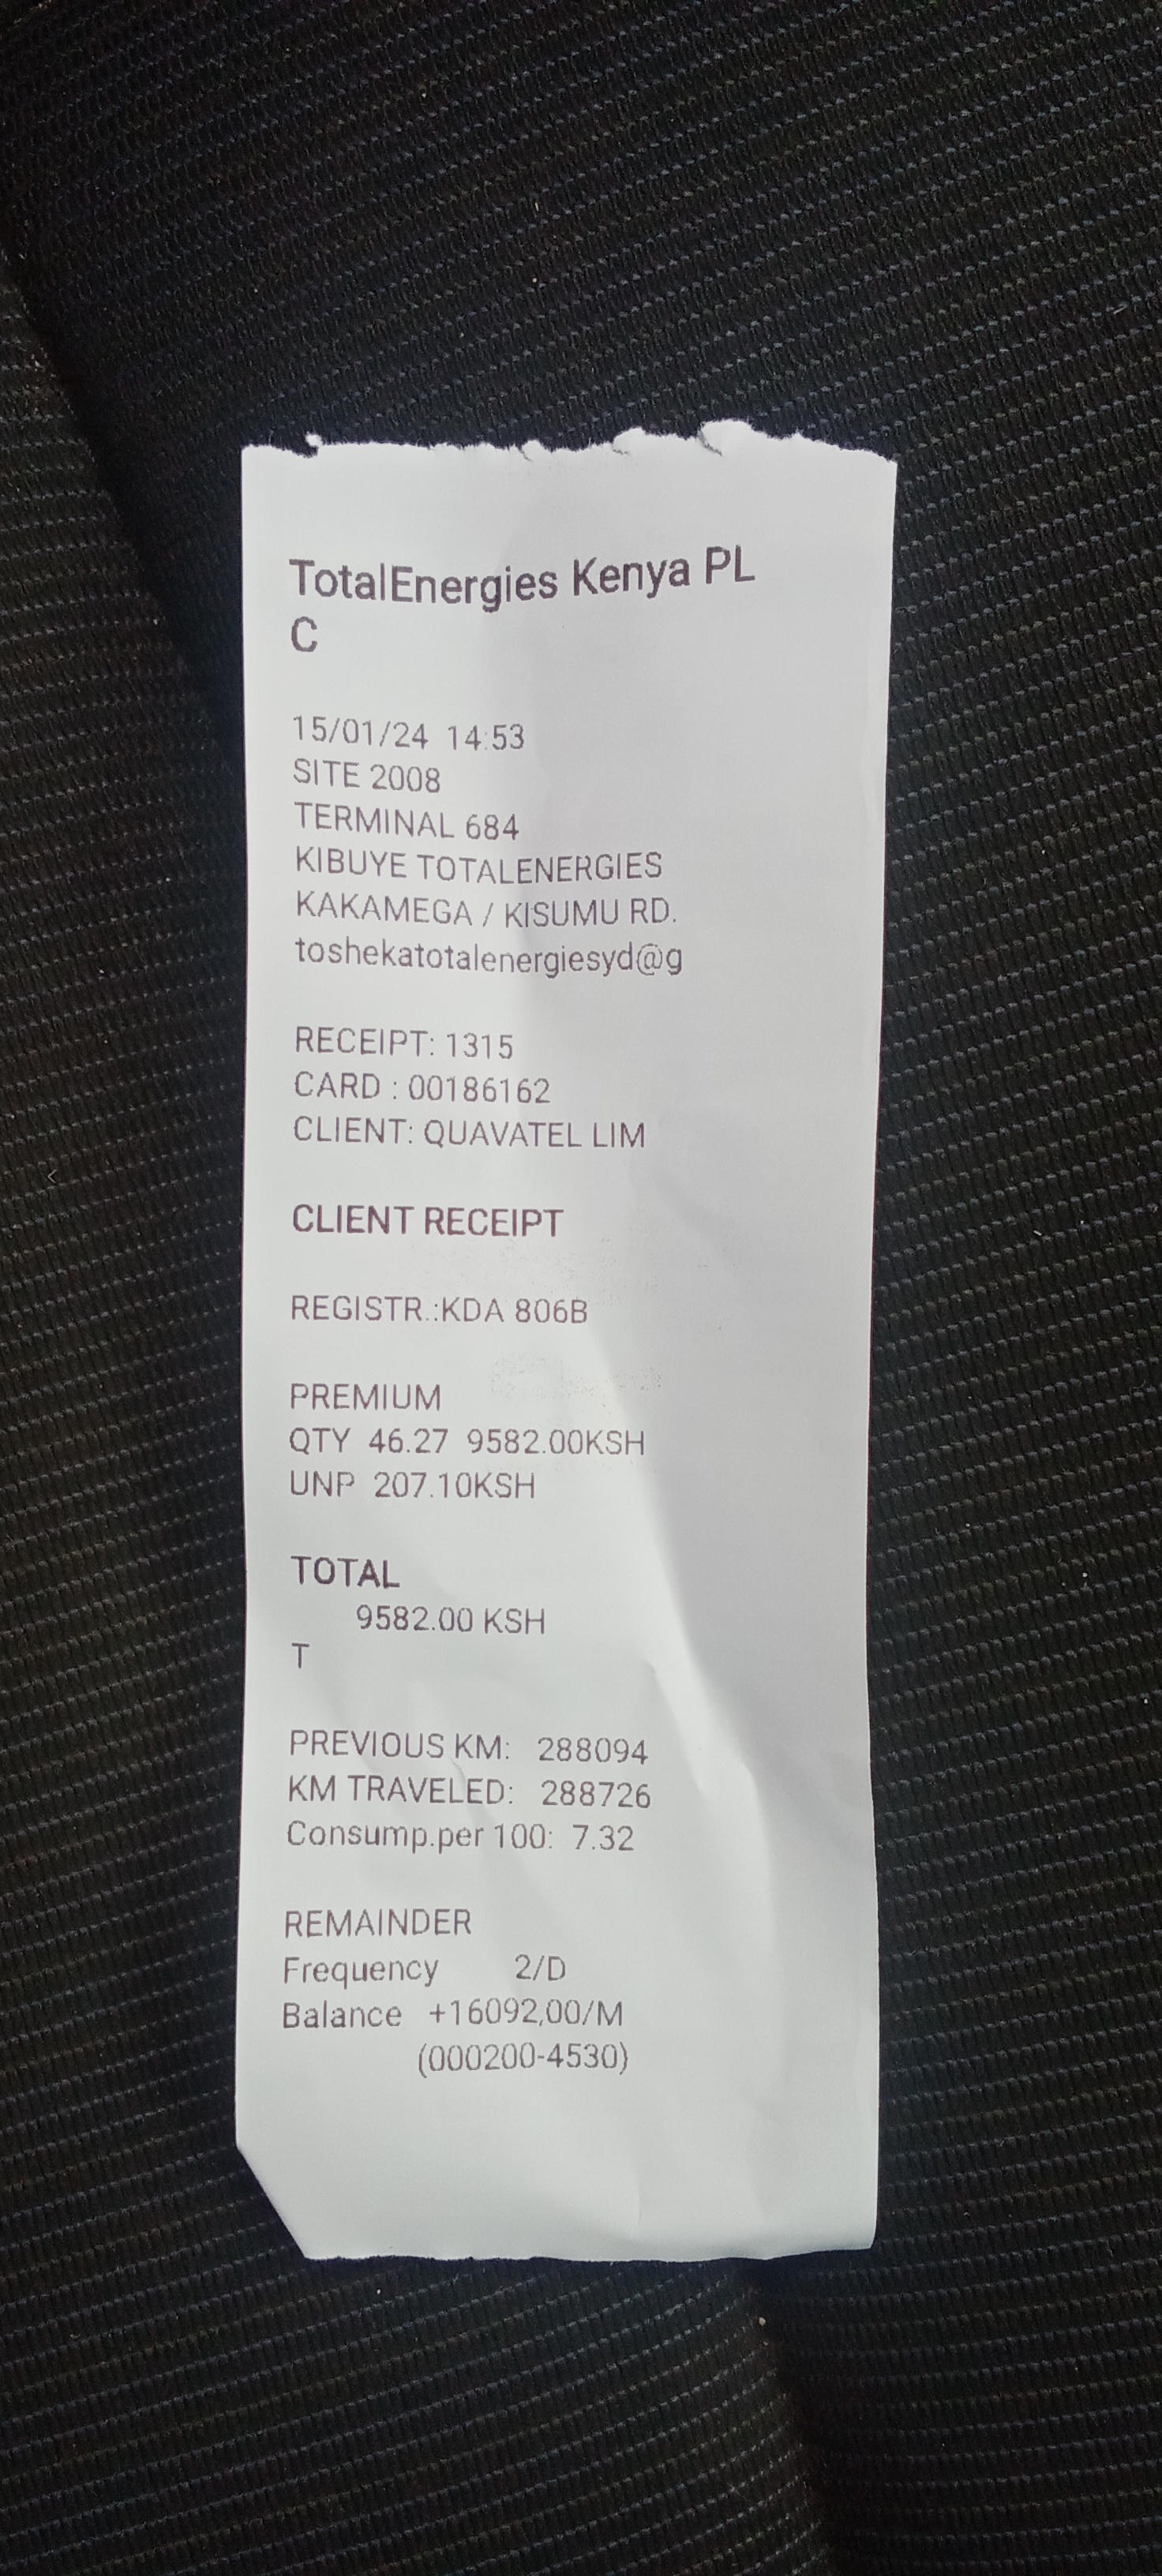 TotalEnergies Kenya PL
C
15/01/24 14:53
SITE 2008
TERMINAL 684
KIBUYE TOTALENERGIES
KAKAMEGA / KISUMU RD.
toshekatotalenergiesyd@g
RECEIPT: 1315
CARD : 00186162
CLIENT: QUAVATEL LIM
CLIENT RECEIPT
REGISTR.:KDA 806B
PREMIUM
QTY 46.27 9582.00KSH
UNP 207.10KSH
TOTAL
9582.00 KSH
T
PREVIOUS KM: 288094
KM TRAVELED: 288726
Consump.per 100: 7.32
REMAINDER
Frequency 2/D
Balance +16092,00/M
(000200-4530)